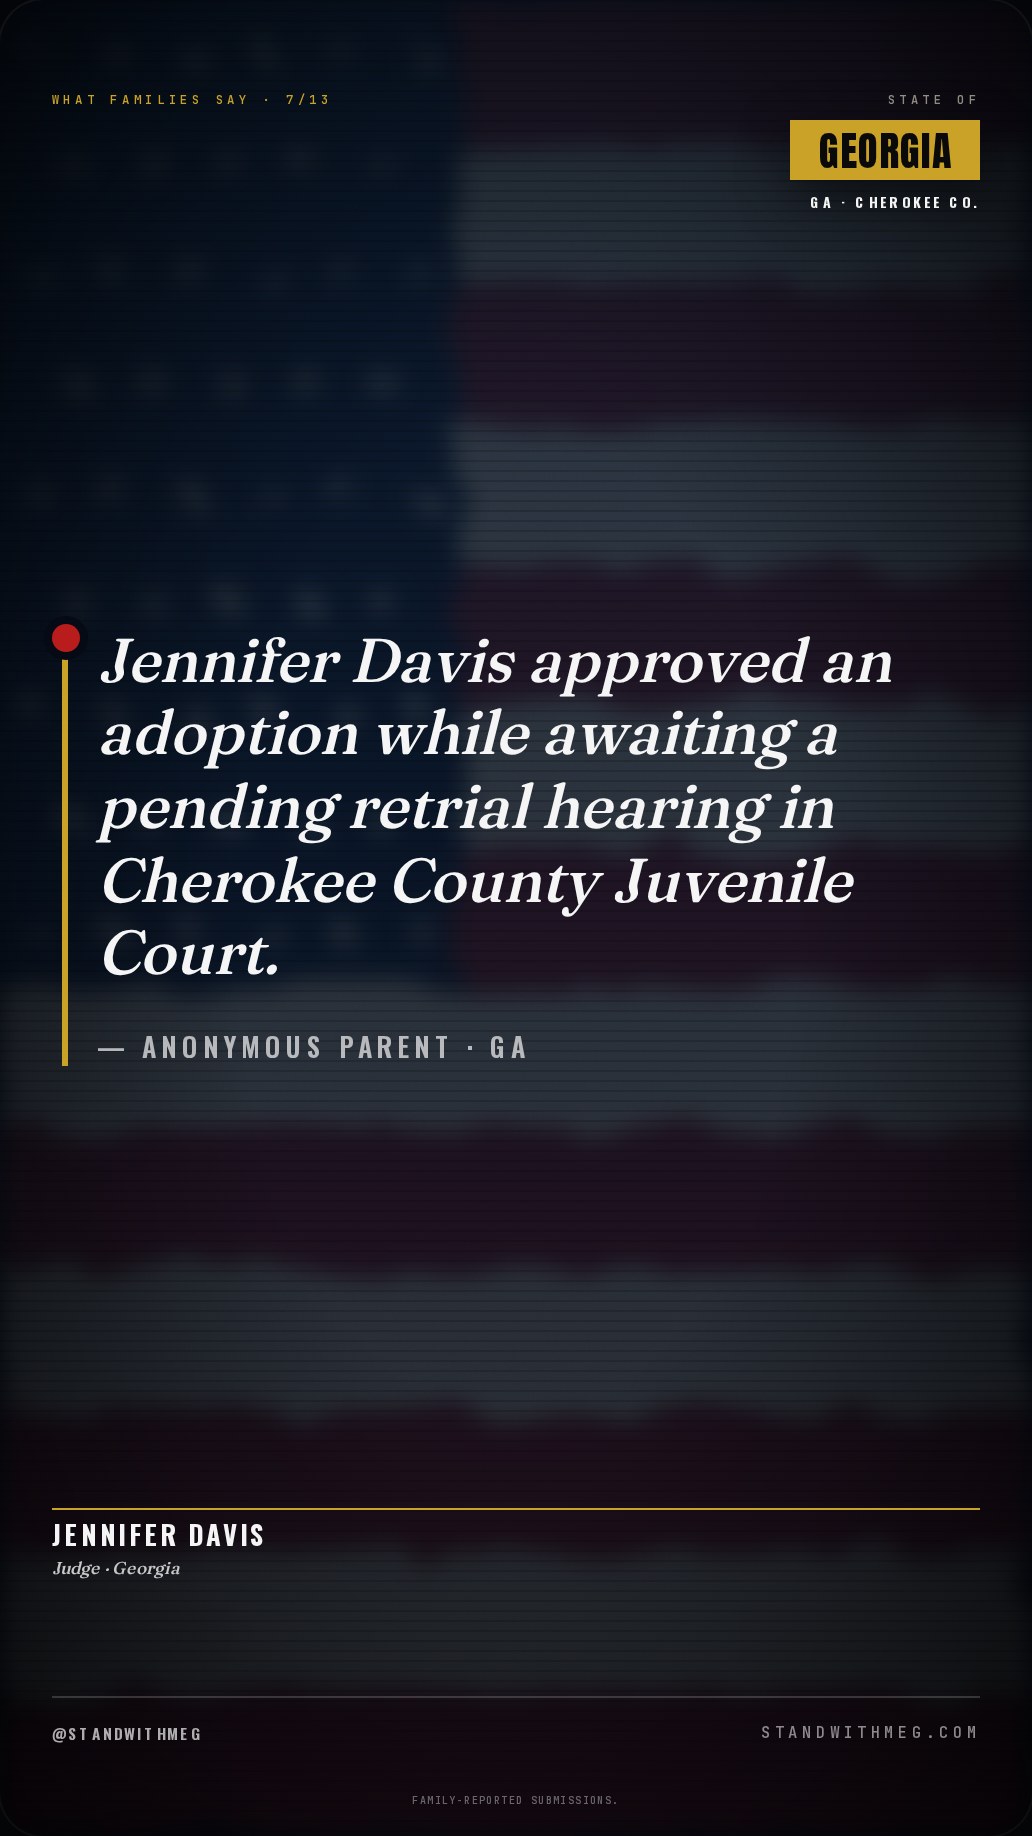 WHAT FAMILIES SAY · 7/13
STATE OF
GEORGIA
GA · CHEROKEE CO.
Jennifer Davis approved an
adoption while awaiting a
pending retrial hearing in
Cherokee County Juvenile
Court.
— ANONYMOUS PARENT · GA
JENNIFER DAVIS
Judge · Georgia
@STANDWITHMEG
STANDWITHMEG.COM
FAMILY-REPORTED SUBMISSIONS.